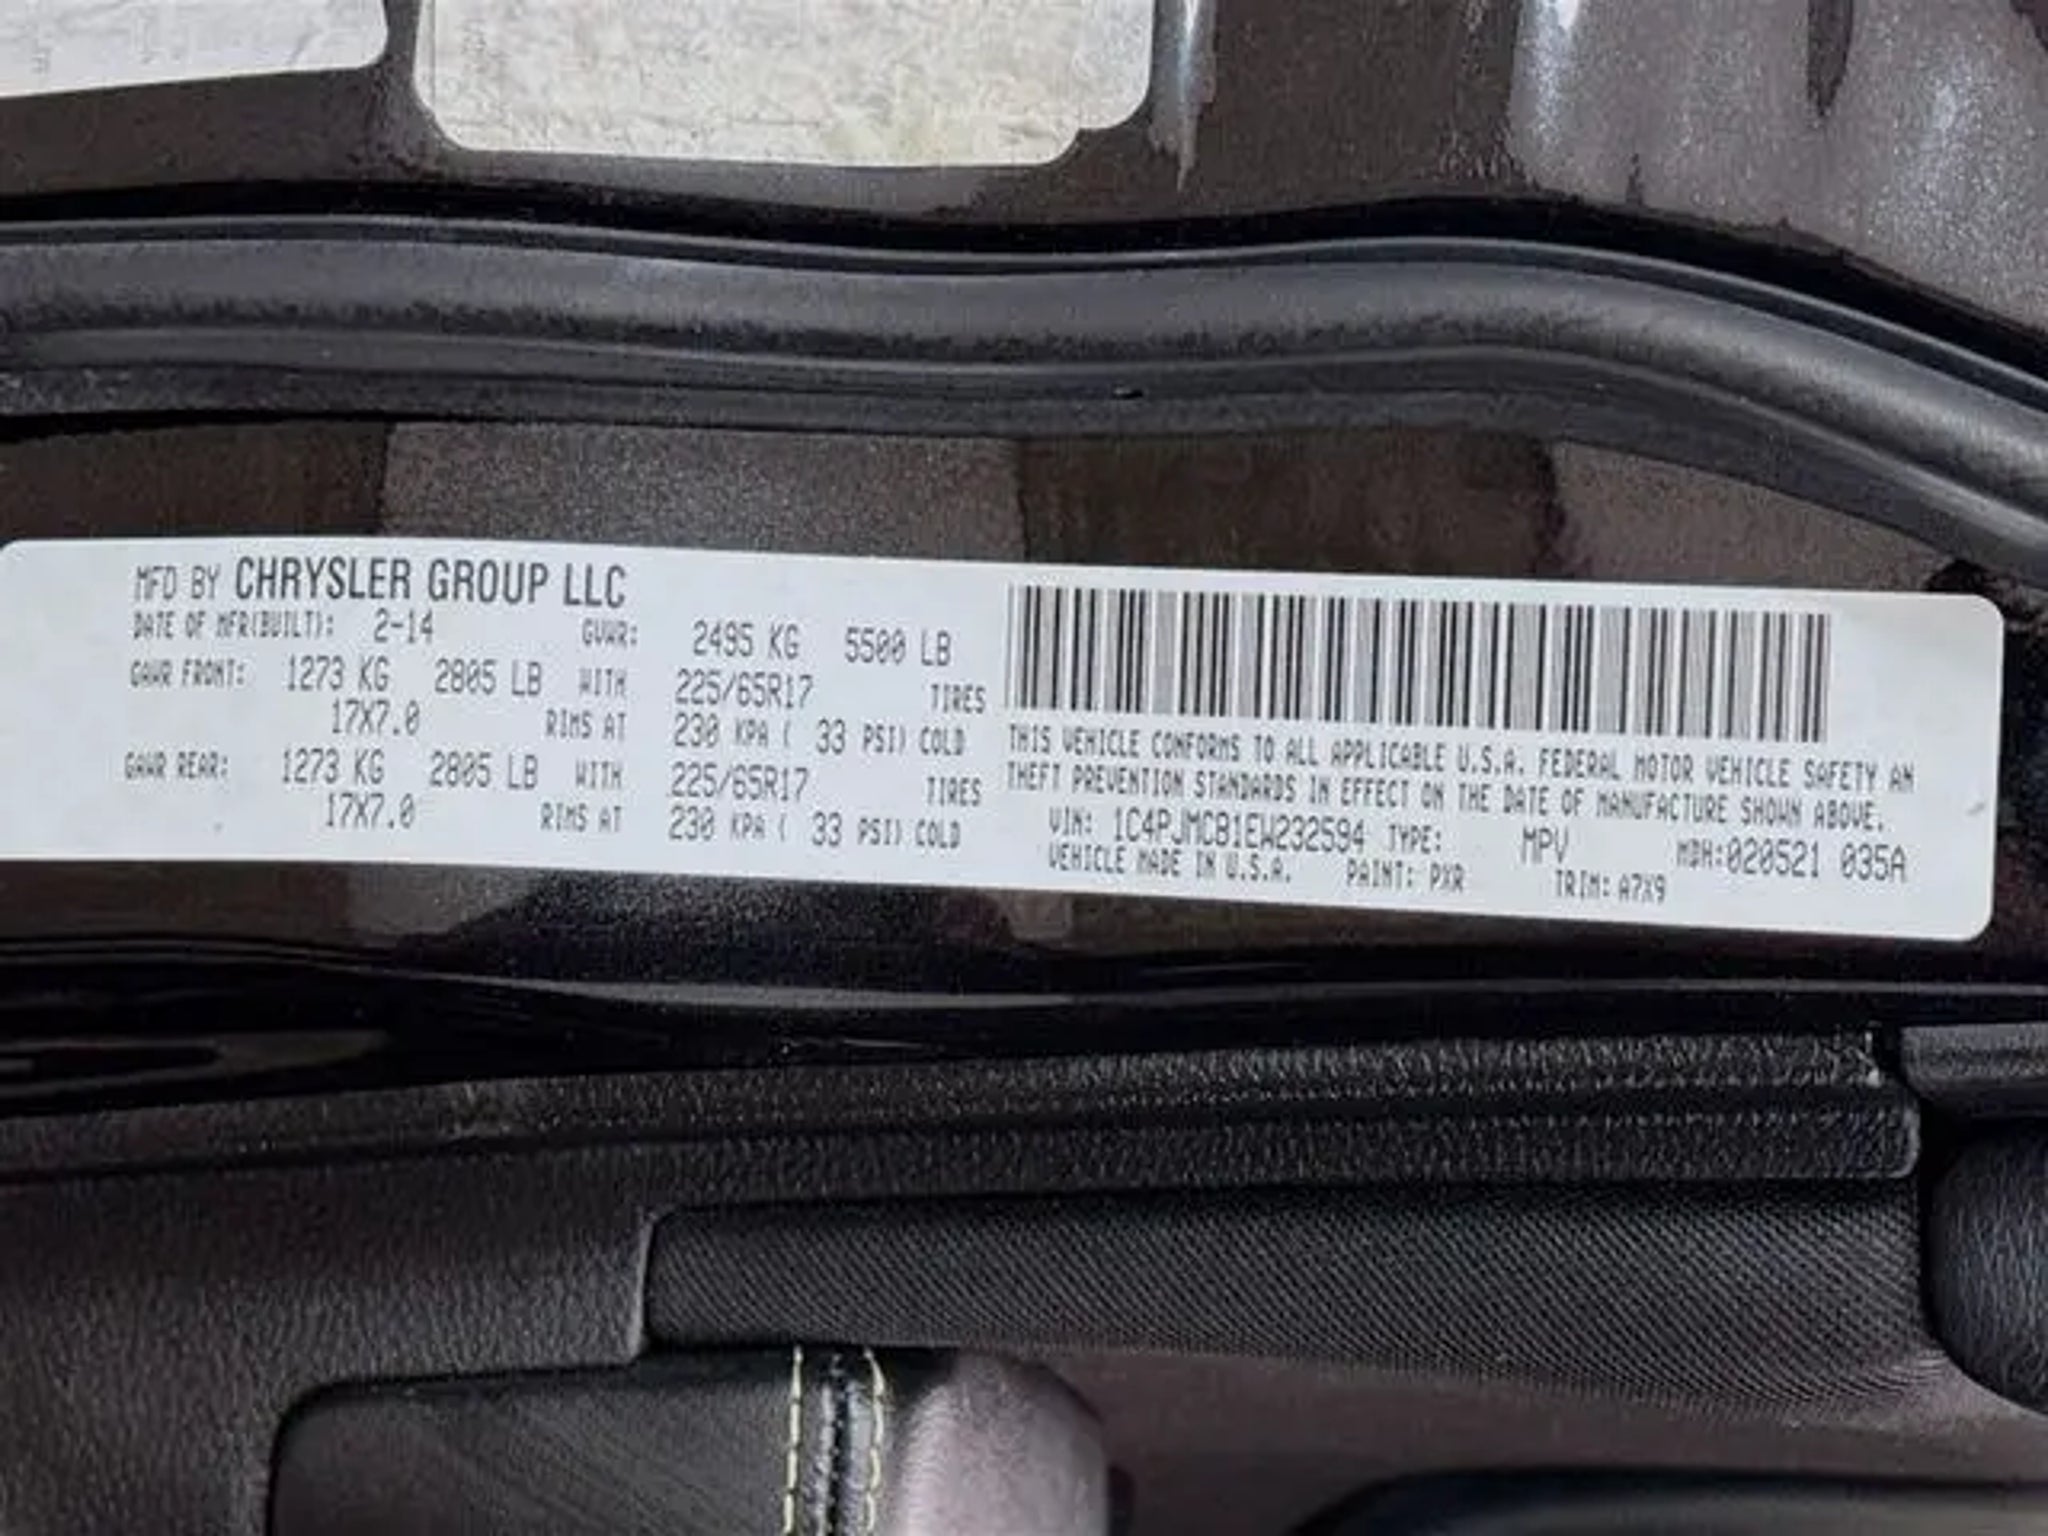 MFD BY CHRYSLER GROUP LLC
DATE OF MFR(BUILT): 2-14 GVWR: 2495 KG 5500 LB
GAWR FRONT: 1273 KG 2805 LB WITH 225/65R17 TIRES
17X7.0 RIMS AT 230 KPA ( 33 PSI) COLD
GAWR REAR: 1273 KG 2805 LB WITH 225/65R17 TIRES
17X7.0 RIMS AT 230 KPA ( 33 PSI) COLD
THIS VEHICLE CONFORMS TO ALL APPLICABLE U.S.A. FEDERAL MOTOR VEHICLE SAFETY AN
THEFT PREVENTION STANDARDS IN EFFECT ON THE DATE OF MANUFACTURE SHOWN ABOVE.
VIN: 1C4PJMCB1EW232594 TYPE: MPV MDH:020521 035A
VEHICLE MADE IN U.S.A. PAINT: PXR TRIM: A7X9